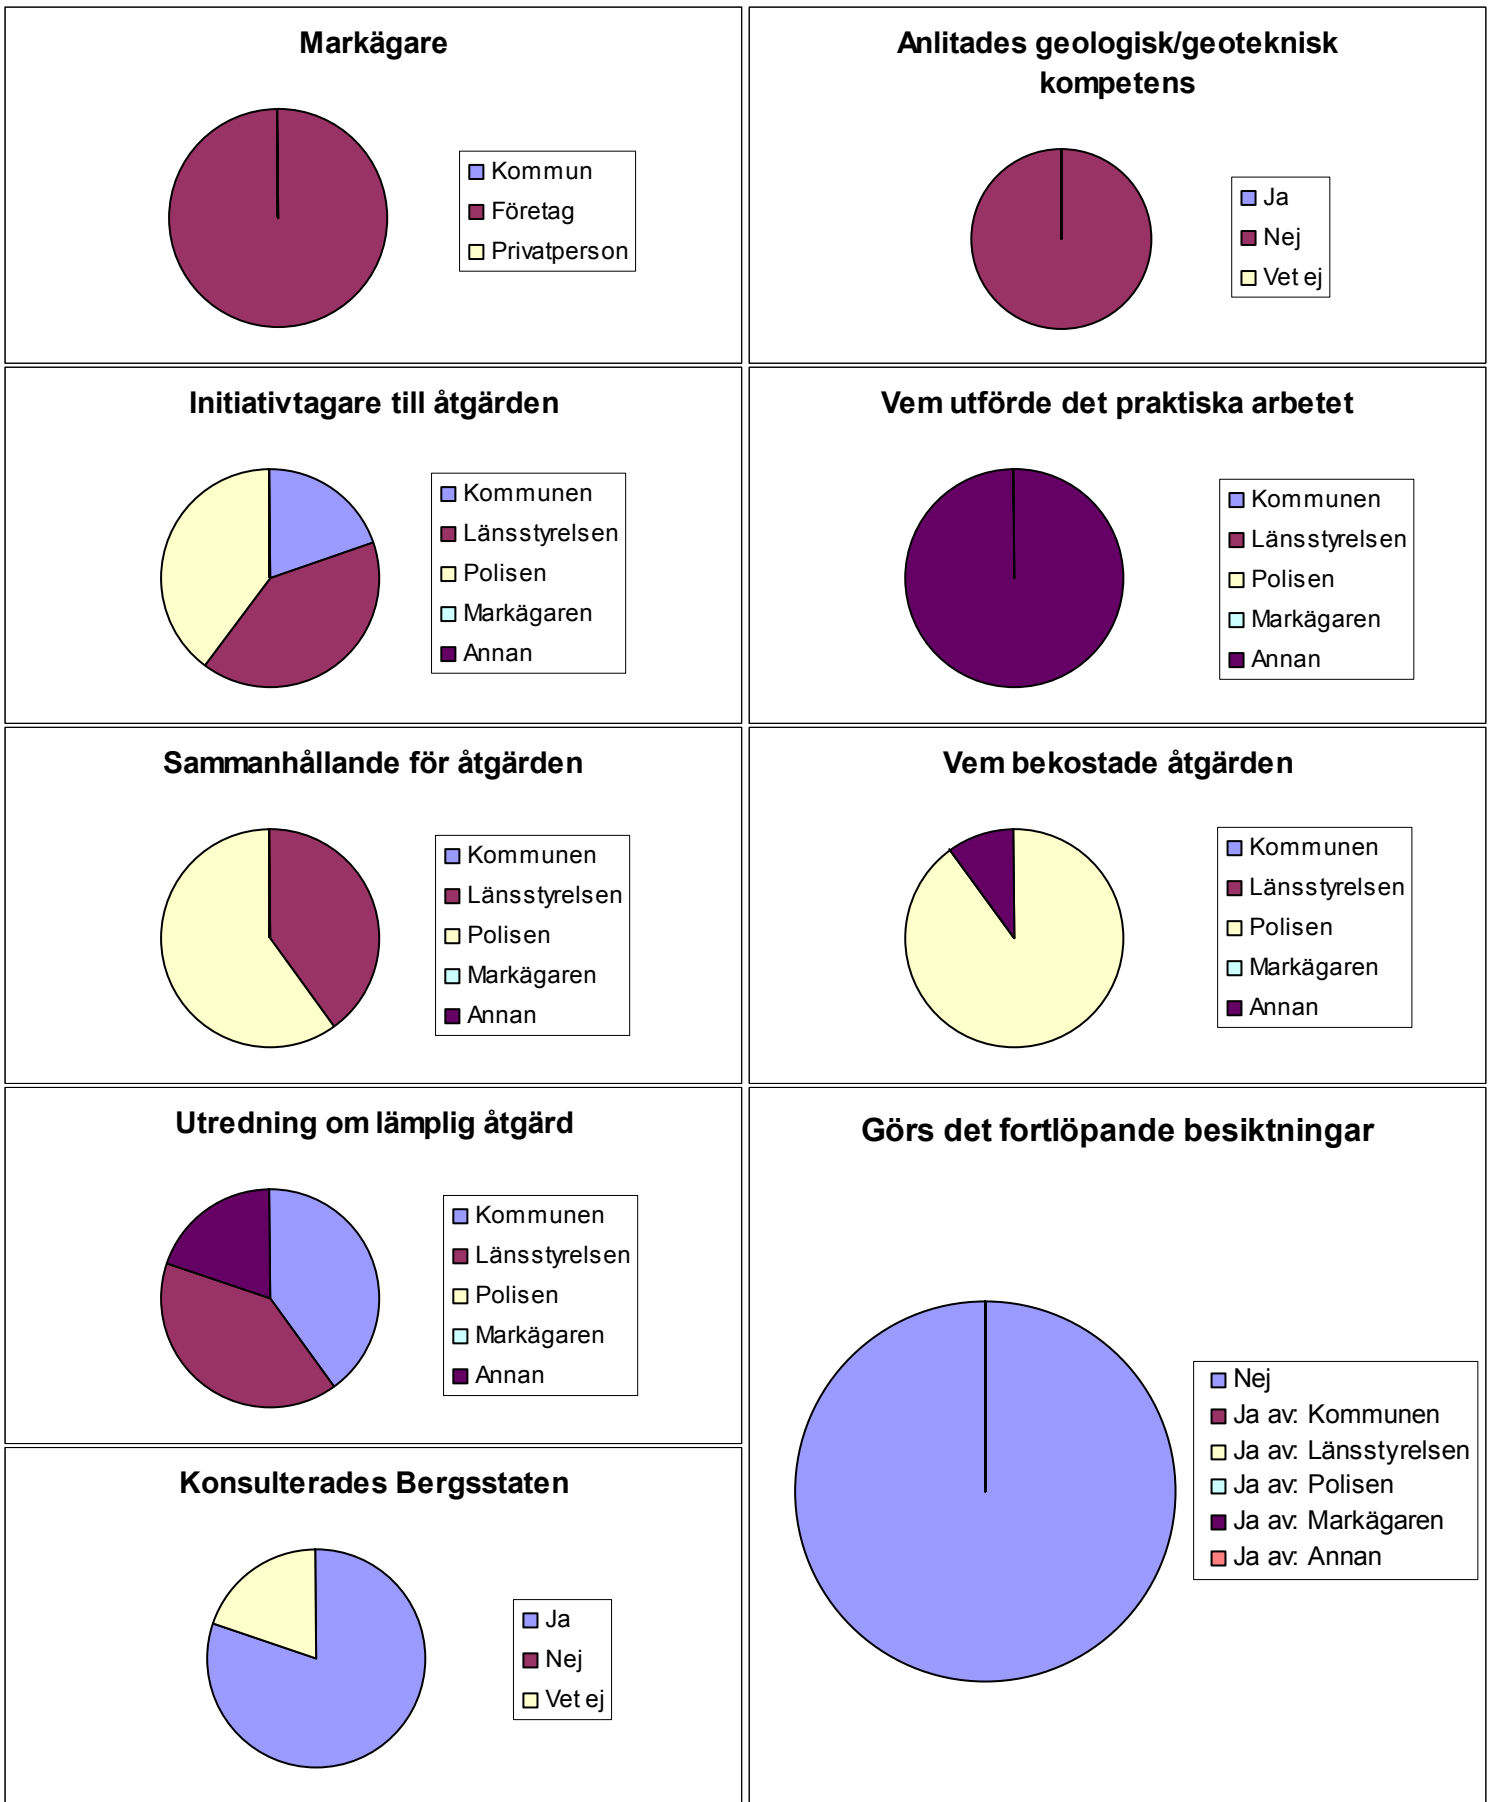 Markägare
Kommun
Företag
Privatperson
Anlitades geologisk/geoteknisk
kompetens
Ja
Nej
Vet ej
Initiativtagare till åtgärden
Kommunen
Länsstyrelsen
Polisen
Markägaren
Annan
Vem utförde det praktiska arbetet
Kommunen
Länsstyrelsen
Polisen
Markägaren
Annan
Sammanhållande för åtgärden
Kommunen
Länsstyrelsen
Polisen
Markägaren
Annan
Vem bekostade åtgärden
Kommunen
Länsstyrelsen
Polisen
Markägaren
Annan
Utredning om lämplig åtgärd
Kommunen
Länsstyrelsen
Polisen
Markägaren
Annan
Görs det fortlöpande besiktningar
Nej
Ja av: Kommunen
Ja av: Länsstyrelsen
Ja av: Polisen
Ja av: Markägaren
Ja av: Annan
Konsulterades Bergsstaten
Ja
Nej
Vet ej